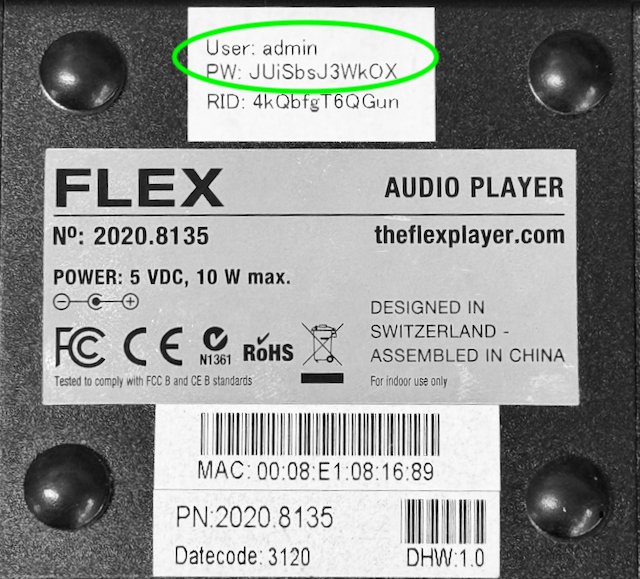 User: admin
PW: JUiSbsJ3WkOX
RID: 4kQbfgT6QGun
FLEX
AUDIO PLAYER
Nº: 2020.8135
theflexplayer.com
POWER: 5 VDC, 10 W max.
DESIGNED IN
SWITZERLAND -
ASSEMBLED IN CHINA
FC CE N1361 RoHS
Tested to comply with FCC B and CE B standards
For indoor use only
MAC: 00:08:E1:08:16:89
PN:2020.8135
Datecode: 3120
DHW:1.0